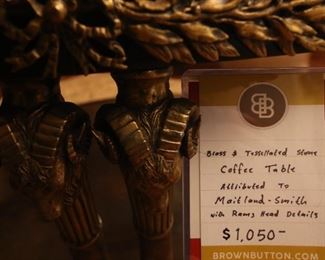 BB
Brass & Tessellated Stone
Coffee Table
Attributed To
Maitland-Smith
with Rams Head Details
$1,050-
BROWNBUTTON.COM